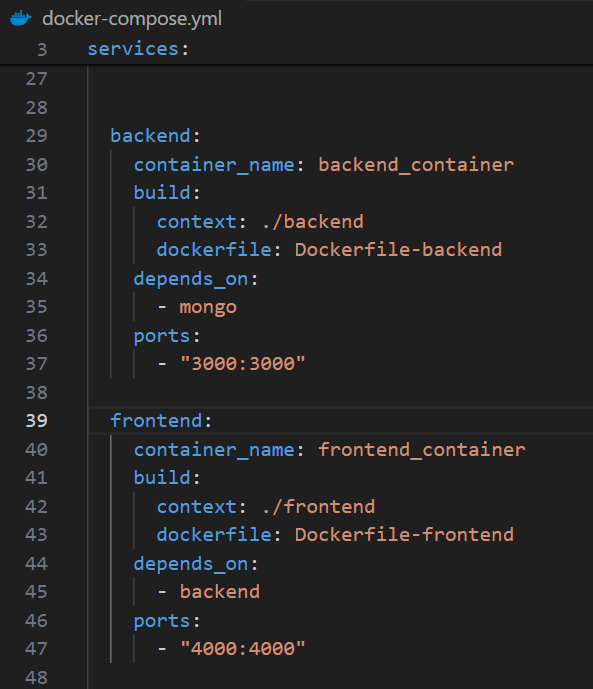 docker-compose.yml
3 services:
27
28
29 backend:
30 container_name: backend_container
31 build:
32 context: ./backend
33 dockerfile: Dockerfile-backend
34 depends_on:
35 - mongo
36 ports:
37 - "3000:3000"
38
39 frontend:
40 container_name: frontend_container
41 build:
42 context: ./frontend
43 dockerfile: Dockerfile-frontend
44 depends_on:
45 - backend
46 ports:
47 - "4000:4000"
48